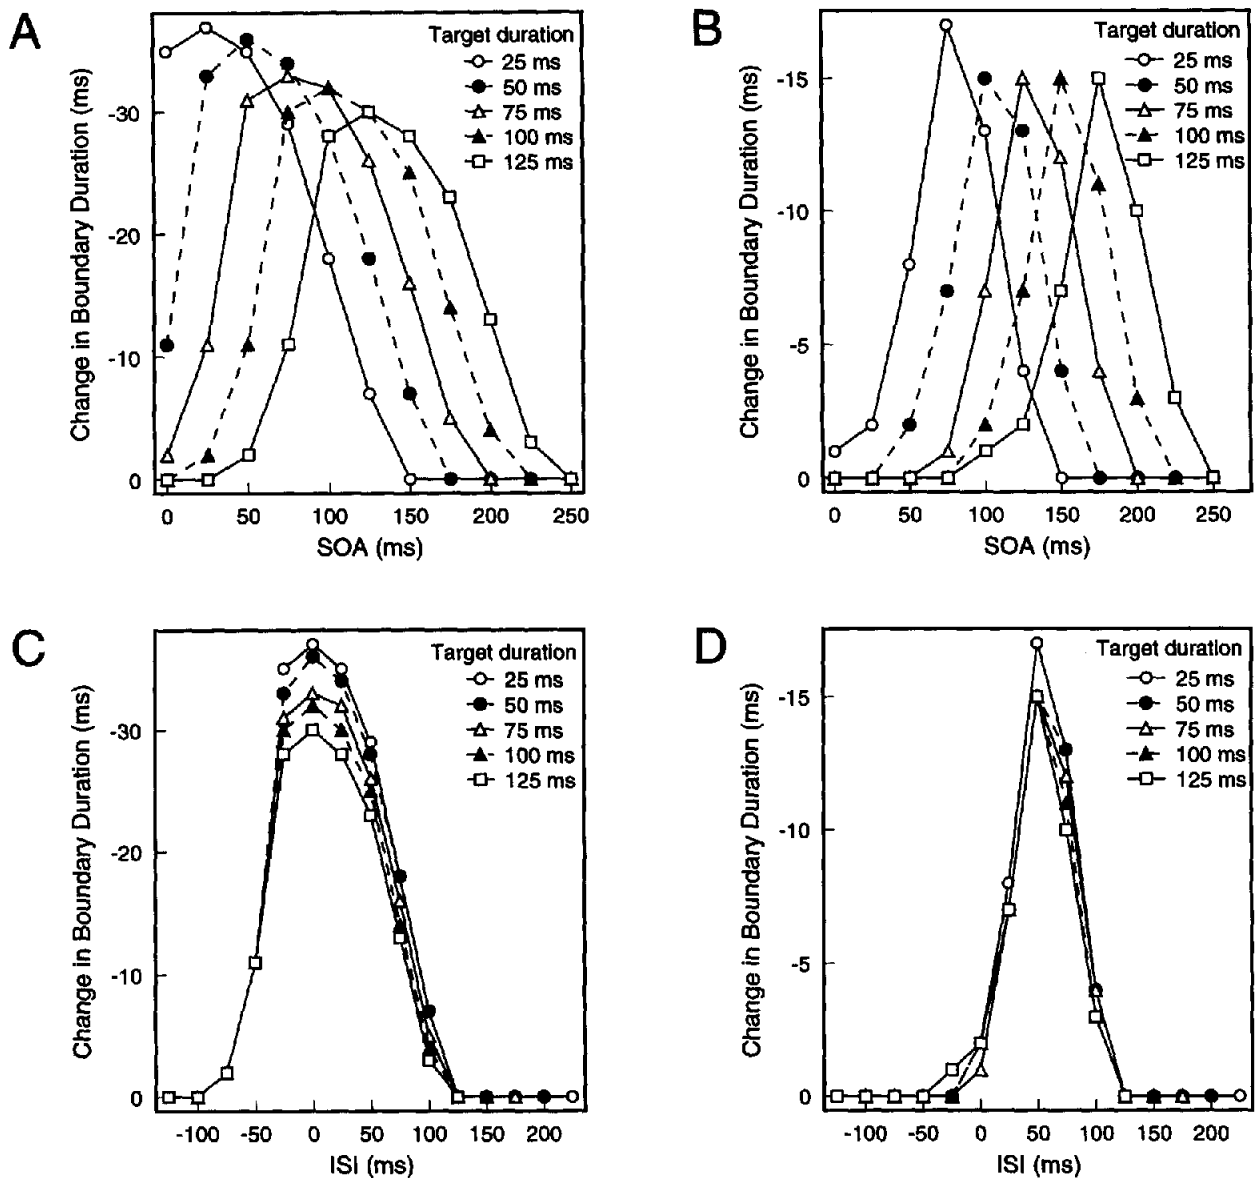 A
Change in Boundary Duration (ms)
-30
-20
-10
0
0 50 100 150 200 250
SOA (ms)
Target duration
25 ms
50 ms
75 ms
100 ms
125 ms
B
Change in Boundary Duration (ms)
-15
-10
-5
0
0 50 100 150 200 250
SOA (ms)
Target duration
25 ms
50 ms
75 ms
100 ms
125 ms
C
Change in Boundary Duration (ms)
-30
-20
-10
0
-100 -50 0 50 100 150 200
ISI (ms)
Target duration
25 ms
50 ms
75 ms
100 ms
125 ms
D
Change in Boundary Duration (ms)
-15
-10
-5
0
-100 -50 0 50 100 150 200
ISI (ms)
Target duration
25 ms
50 ms
75 ms
100 ms
125 ms